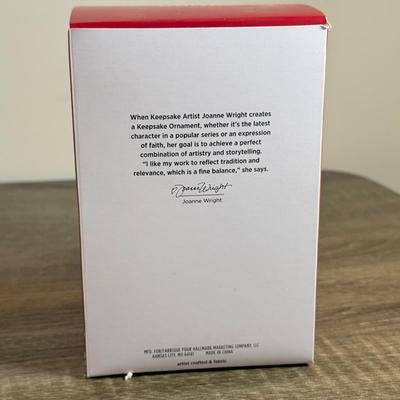 When Keepsake Artist Joanne Wright creates
a Keepsake Ornament, whether it's the latest
character in a popular series or an expression
of faith, her goal is to achieve a perfect
combination of artistry and storytelling.
"I like my work to reflect tradition and
relevance, which is a fine balance," she says.
Joanne Wright
Joanne Wright
MFD. FOR/FABRIQUÉ POUR HALLMARK MARKETING COMPANY, LLC
KANSAS CITY, MO 64141 MADE IN CHINA
artist crafted & fabric.